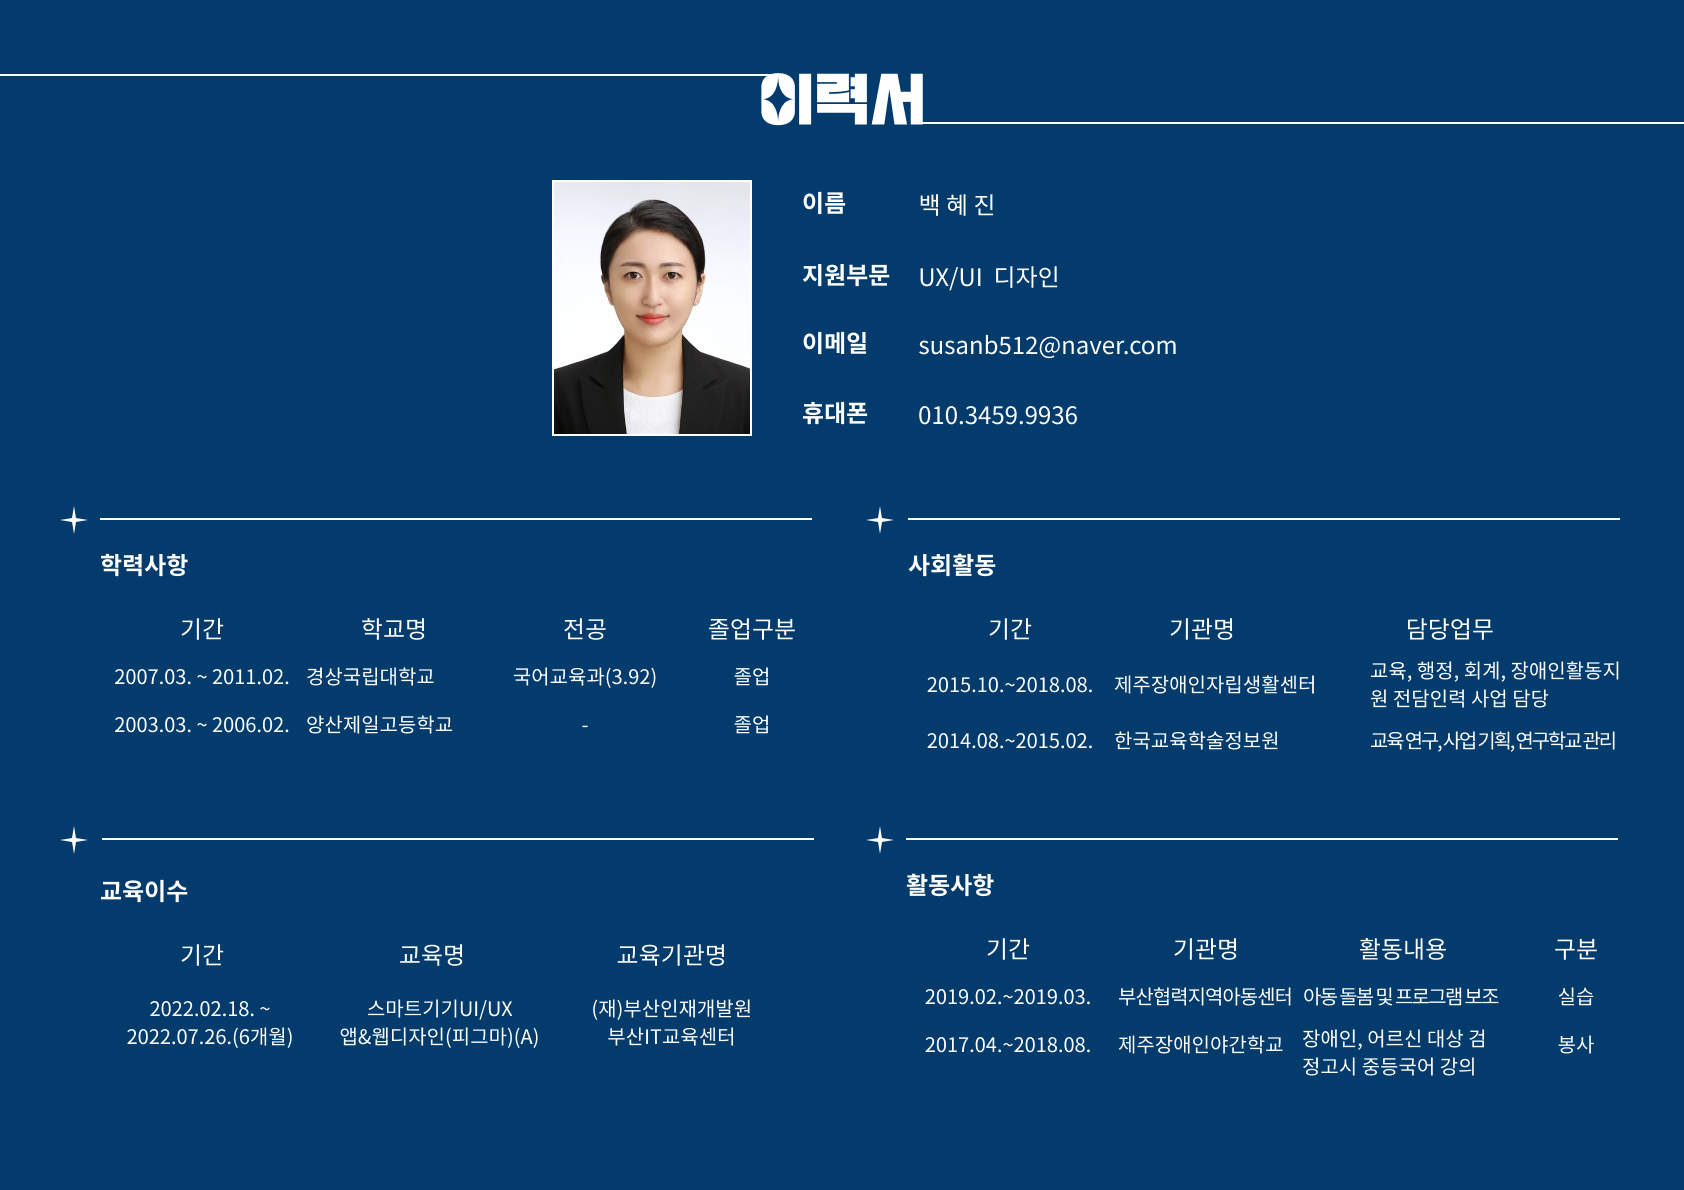 이력서
이름 백 혜 진
지원부문 UX/UI 디자인
이메일 susanb512@naver.com
휴대폰 010.3459.9936
학력사항
기간 학교명 전공 졸업구분
2007.03. ~ 2011.02. 경상국립대학교 국어교육과(3.92) 졸업
2003.03. ~ 2006.02. 양산제일고등학교 - 졸업
사회활동
기간 기관명 담당업무
2015.10.~2018.08. 제주장애인자립생활센터 교육, 행정, 회계, 장애인활동지
원 전담인력 사업 담당
2014.08.~2015.02. 한국교육학술정보원 교육연구,사업기획,연구학교관리
교육이수
기간 교육명 교육기관명
2022.02.18. ~ 스마트기기UI/UX (재)부산인재개발원
2022.07.26.(6개월) 앱&웹디자인(피그마)(A) 부산IT교육센터
활동사항
기간 기관명 활동내용 구분
2019.02.~2019.03. 부산협력지역아동센터 아동돌봄및프로그램보조 실습
2017.04.~2018.08. 제주장애인야간학교 장애인, 어르신 대상 검 봉사
정고시 중등국어 강의